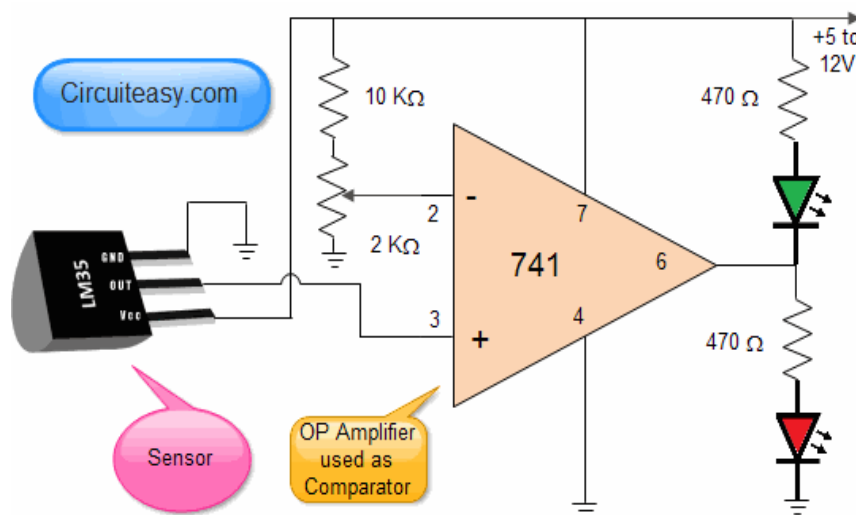 +5 to
12V
Circuiteasy.com
10 KΩ
470 Ω
2
-
7
2 KΩ
GND
OUT
Vcc
LM35
741
6
3
+
4
470 Ω
Sensor
OP Amplifier
used as
Comparator